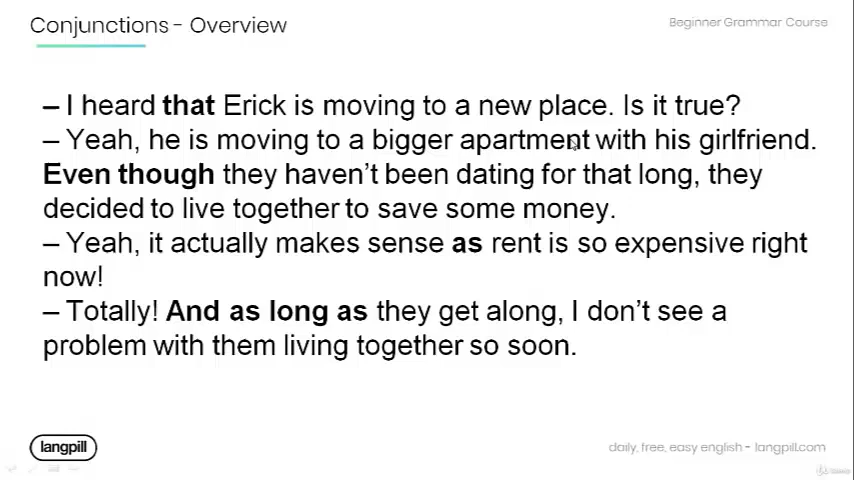 Conjunctions - Overview
Beginner Grammar Course
– I heard that Erick is moving to a new place. Is it true?
– Yeah, he is moving to a bigger apartment with his girlfriend.
Even though they haven’t been dating for that long, they
decided to live together to save some money.
– Yeah, it actually makes sense as rent is so expensive right
now!
– Totally! And as long as they get along, I don’t see a
problem with them living together so soon.
langpill
daily, free, easy english - langpill.com